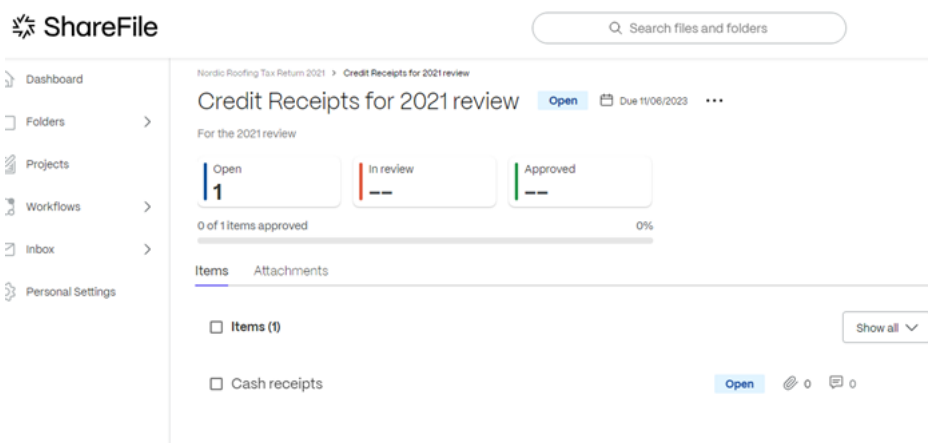 ShareFile
Search files and folders
Dashboard
Folders
Projects
Workflows
Inbox
Personal Settings
Nordic Roofing Tax Return 2021 > Credit Receipts for 2021 review
Credit Receipts for 2021 review Open Due 11/06/2023 •••
For the 2021 review
Open In review Approved
1 -- --
0 of 1 items approved 0%
Items Attachments
Items (1) Show all
Cash receipts Open 0 0